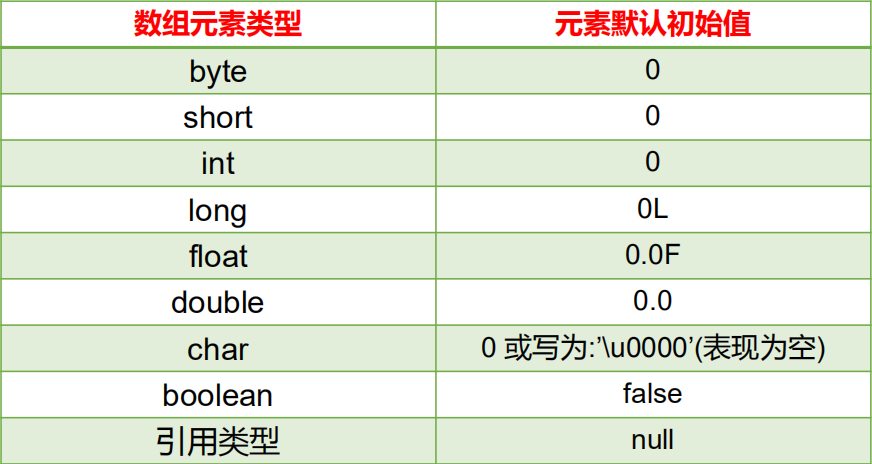 数组元素类型 元素默认初始值
byte 0
short 0
int 0
long 0L
float 0.0F
double 0.0
char 0 或写为:’\u0000’(表现为空)
boolean false
引用类型 null